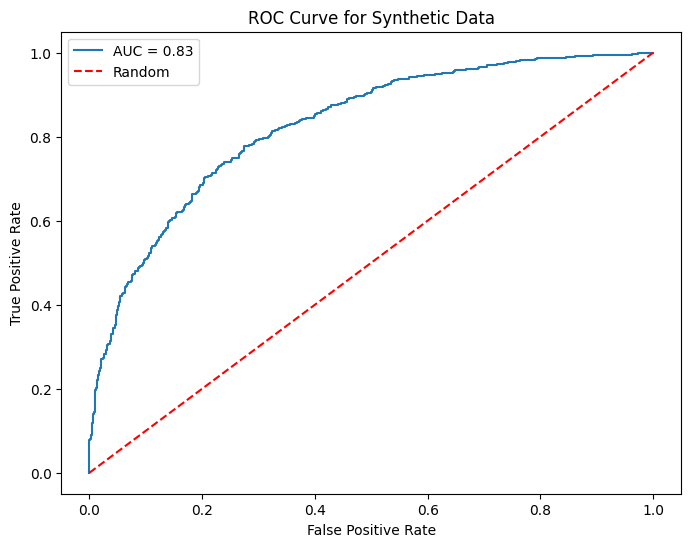 ROC Curve for Synthetic Data
AUC = 0.83
Random
True Positive Rate
1.0
0.8
0.6
0.4
0.2
0.0
0.0 0.2 0.4 0.6 0.8 1.0
False Positive Rate